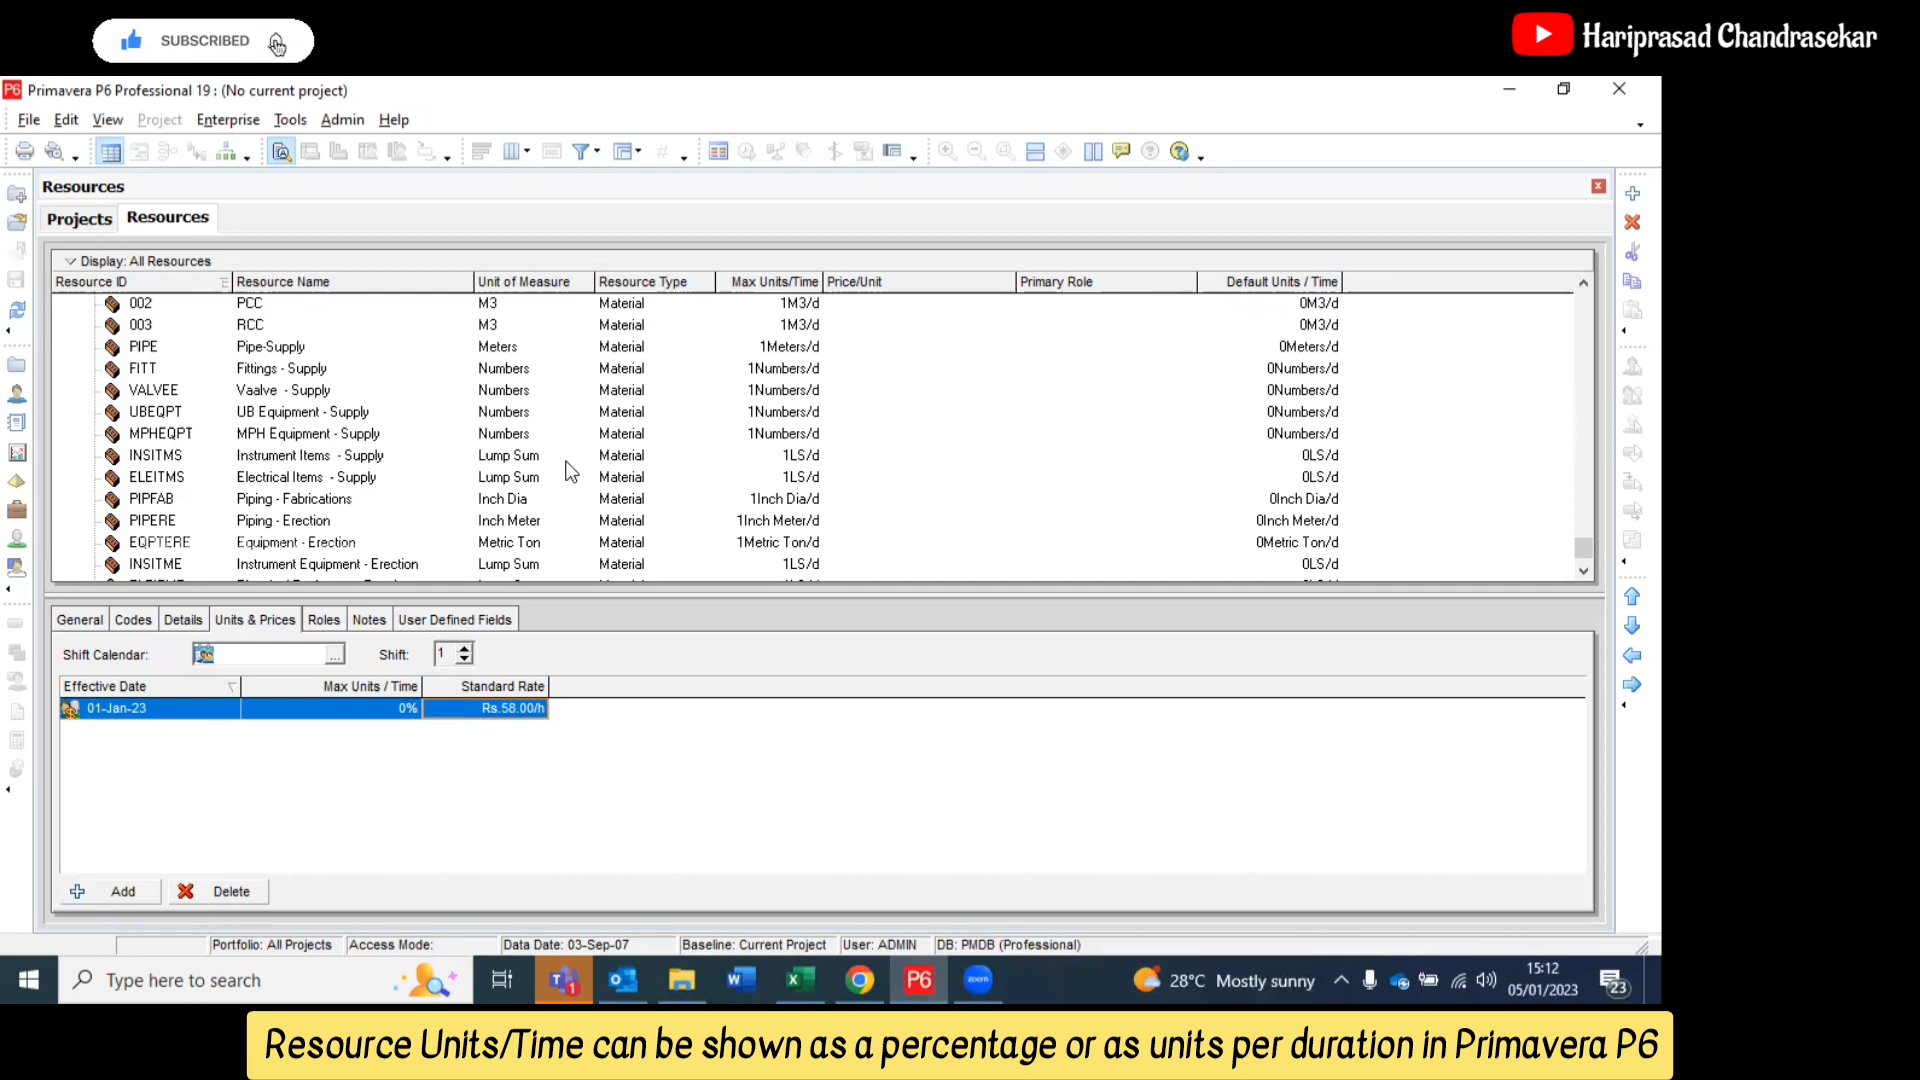 SUBSCRIBED
Hariprasad Chandrasekar
P6 Primavera P6 Professional 19 : (No current project)
File Edit View Project Enterprise Tools Admin Help
Resources
Projects Resources
Display: All Resources
Resource ID Resource Name Unit of Measure Resource Type Max Units/Time Price/Unit Primary Role Default Units / Time
002 PCC M3 Material 1M3/d 0M3/d
003 RCC M3 Material 1M3/d 0M3/d
PIPE Pipe-Supply Meters Material 1Meters/d 0Meters/d
FITT Fittings - Supply Numbers Material 1Numbers/d 0Numbers/d
VALVEE Vaalve - Supply Numbers Material 1Numbers/d 0Numbers/d
UBEQPT UB Equipment - Supply Numbers Material 1Numbers/d 0Numbers/d
MPHEQPT MPH Equipment - Supply Numbers Material 1Numbers/d 0Numbers/d
INSITMS Instrument Items - Supply Lump Sum Material 1LS/d 0LS/d
ELEITMS Electrical Items - Supply Lump Sum Material 1LS/d 0LS/d
PIPFAB Piping - Fabrications Inch Dia Material 1Inch Dia/d 0Inch Dia/d
PIPERE Piping - Erection Inch Meter Material 1Inch Meter/d 0Inch Meter/d
EQPTERE Equipment - Erection Metric Ton Material 1Metric Ton/d 0Metric Ton/d
INSITME Instrument Equipment - Erection Lump Sum Material 1LS/d 0LS/d
General Codes Details Units & Prices Roles Notes User Defined Fields
Shift Calendar: ... Shift: 1
Effective Date Max Units / Time Standard Rate
01-Jan-23 0% Rs.58.00/h
Add Delete
Portfolio: All Projects Access Mode: Data Date: 03-Sep-07 Baseline: Current Project User: ADMIN DB: PMDB (Professional)
Type here to search 1 P6 zoom 28°C Mostly sunny 15:12
05/01/2023 23
Resource Units/Time can be shown as a percentage or as units per duration in Primavera P6